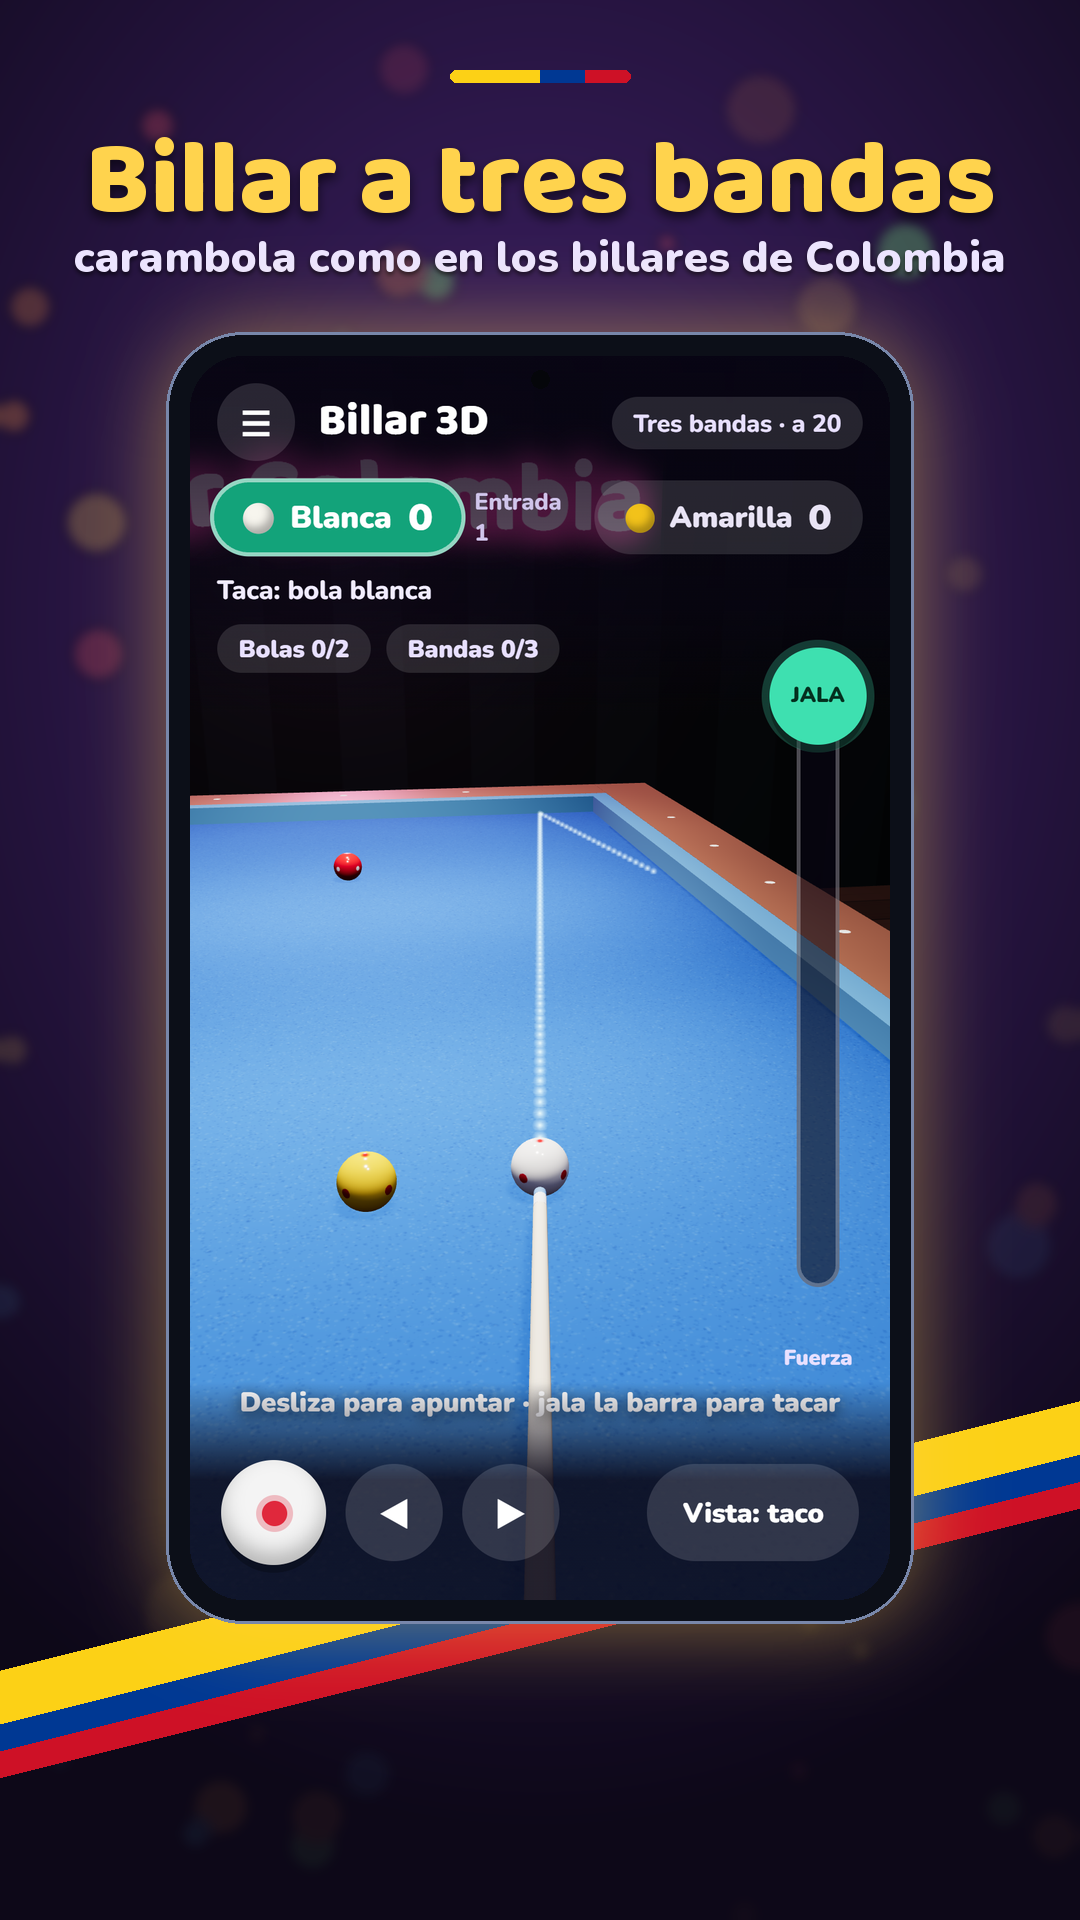 Billar a tres bandas
carambola como en los billares de Colombia
Billar 3D
Tres bandas · a 20
Blanca 0
Entrada
1
Amarilla 0
Taca: bola blanca
Bolas 0/2
Bandas 0/3
JALA
Fuerza
Desliza para apuntar · jala la barra para tacar
Vista: taco